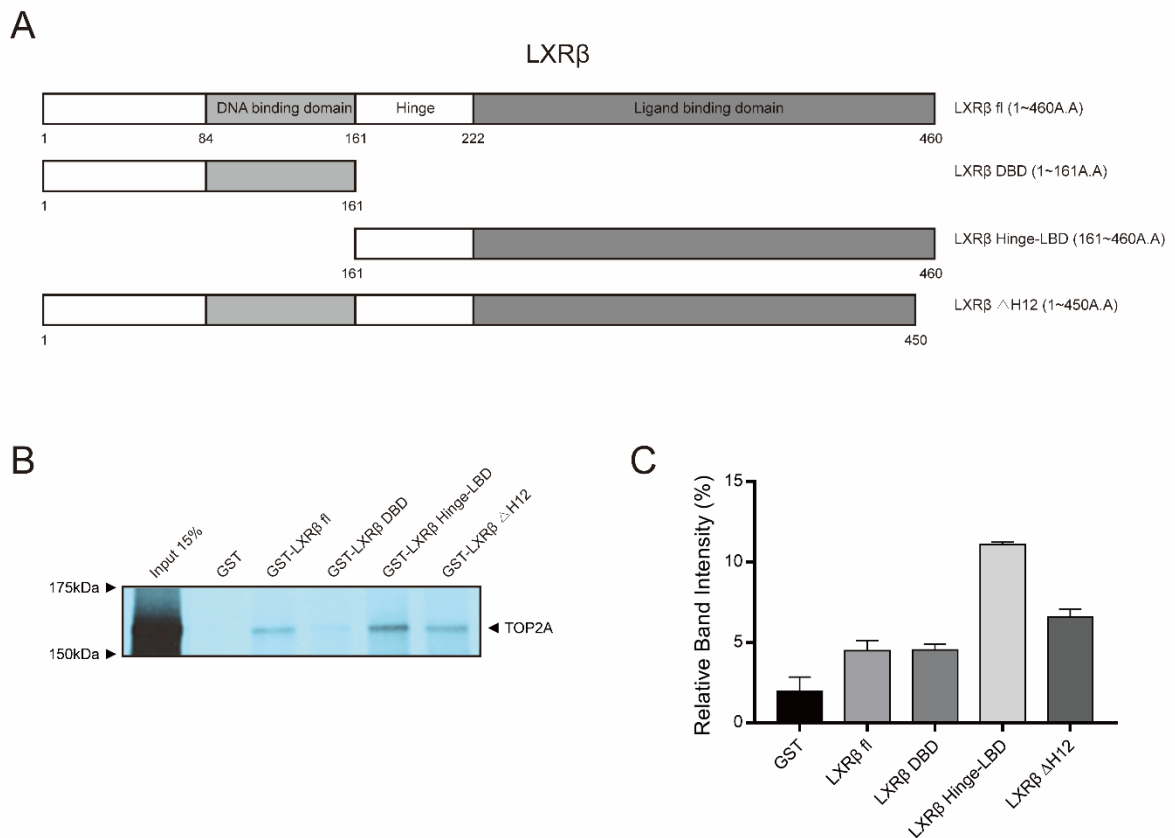 A
LXRβ
DNA binding domain Hinge Ligand binding domain LXRβ fl (1~460A.A)
1 84 161 222 460
LXRβ DBD (1~161A.A)
1 161
LXRβ Hinge-LBD (161~460A.A)
161 460
LXRβ △H12 (1~450A.A)
1 450
B
Input 15%
GST
GST-LXRβ fl
GST-LXRβ DBD
GST-LXRβ Hinge-LBD
GST-LXRβ △H12
175kDa ►
◄ TOP2A
150kDa ►
C
Relative Band Intensity (%)
15
10
5
0
GST
LXRβ fl
LXRβ DBD
LXRβ Hinge-LBD
LXRβ ΔH12